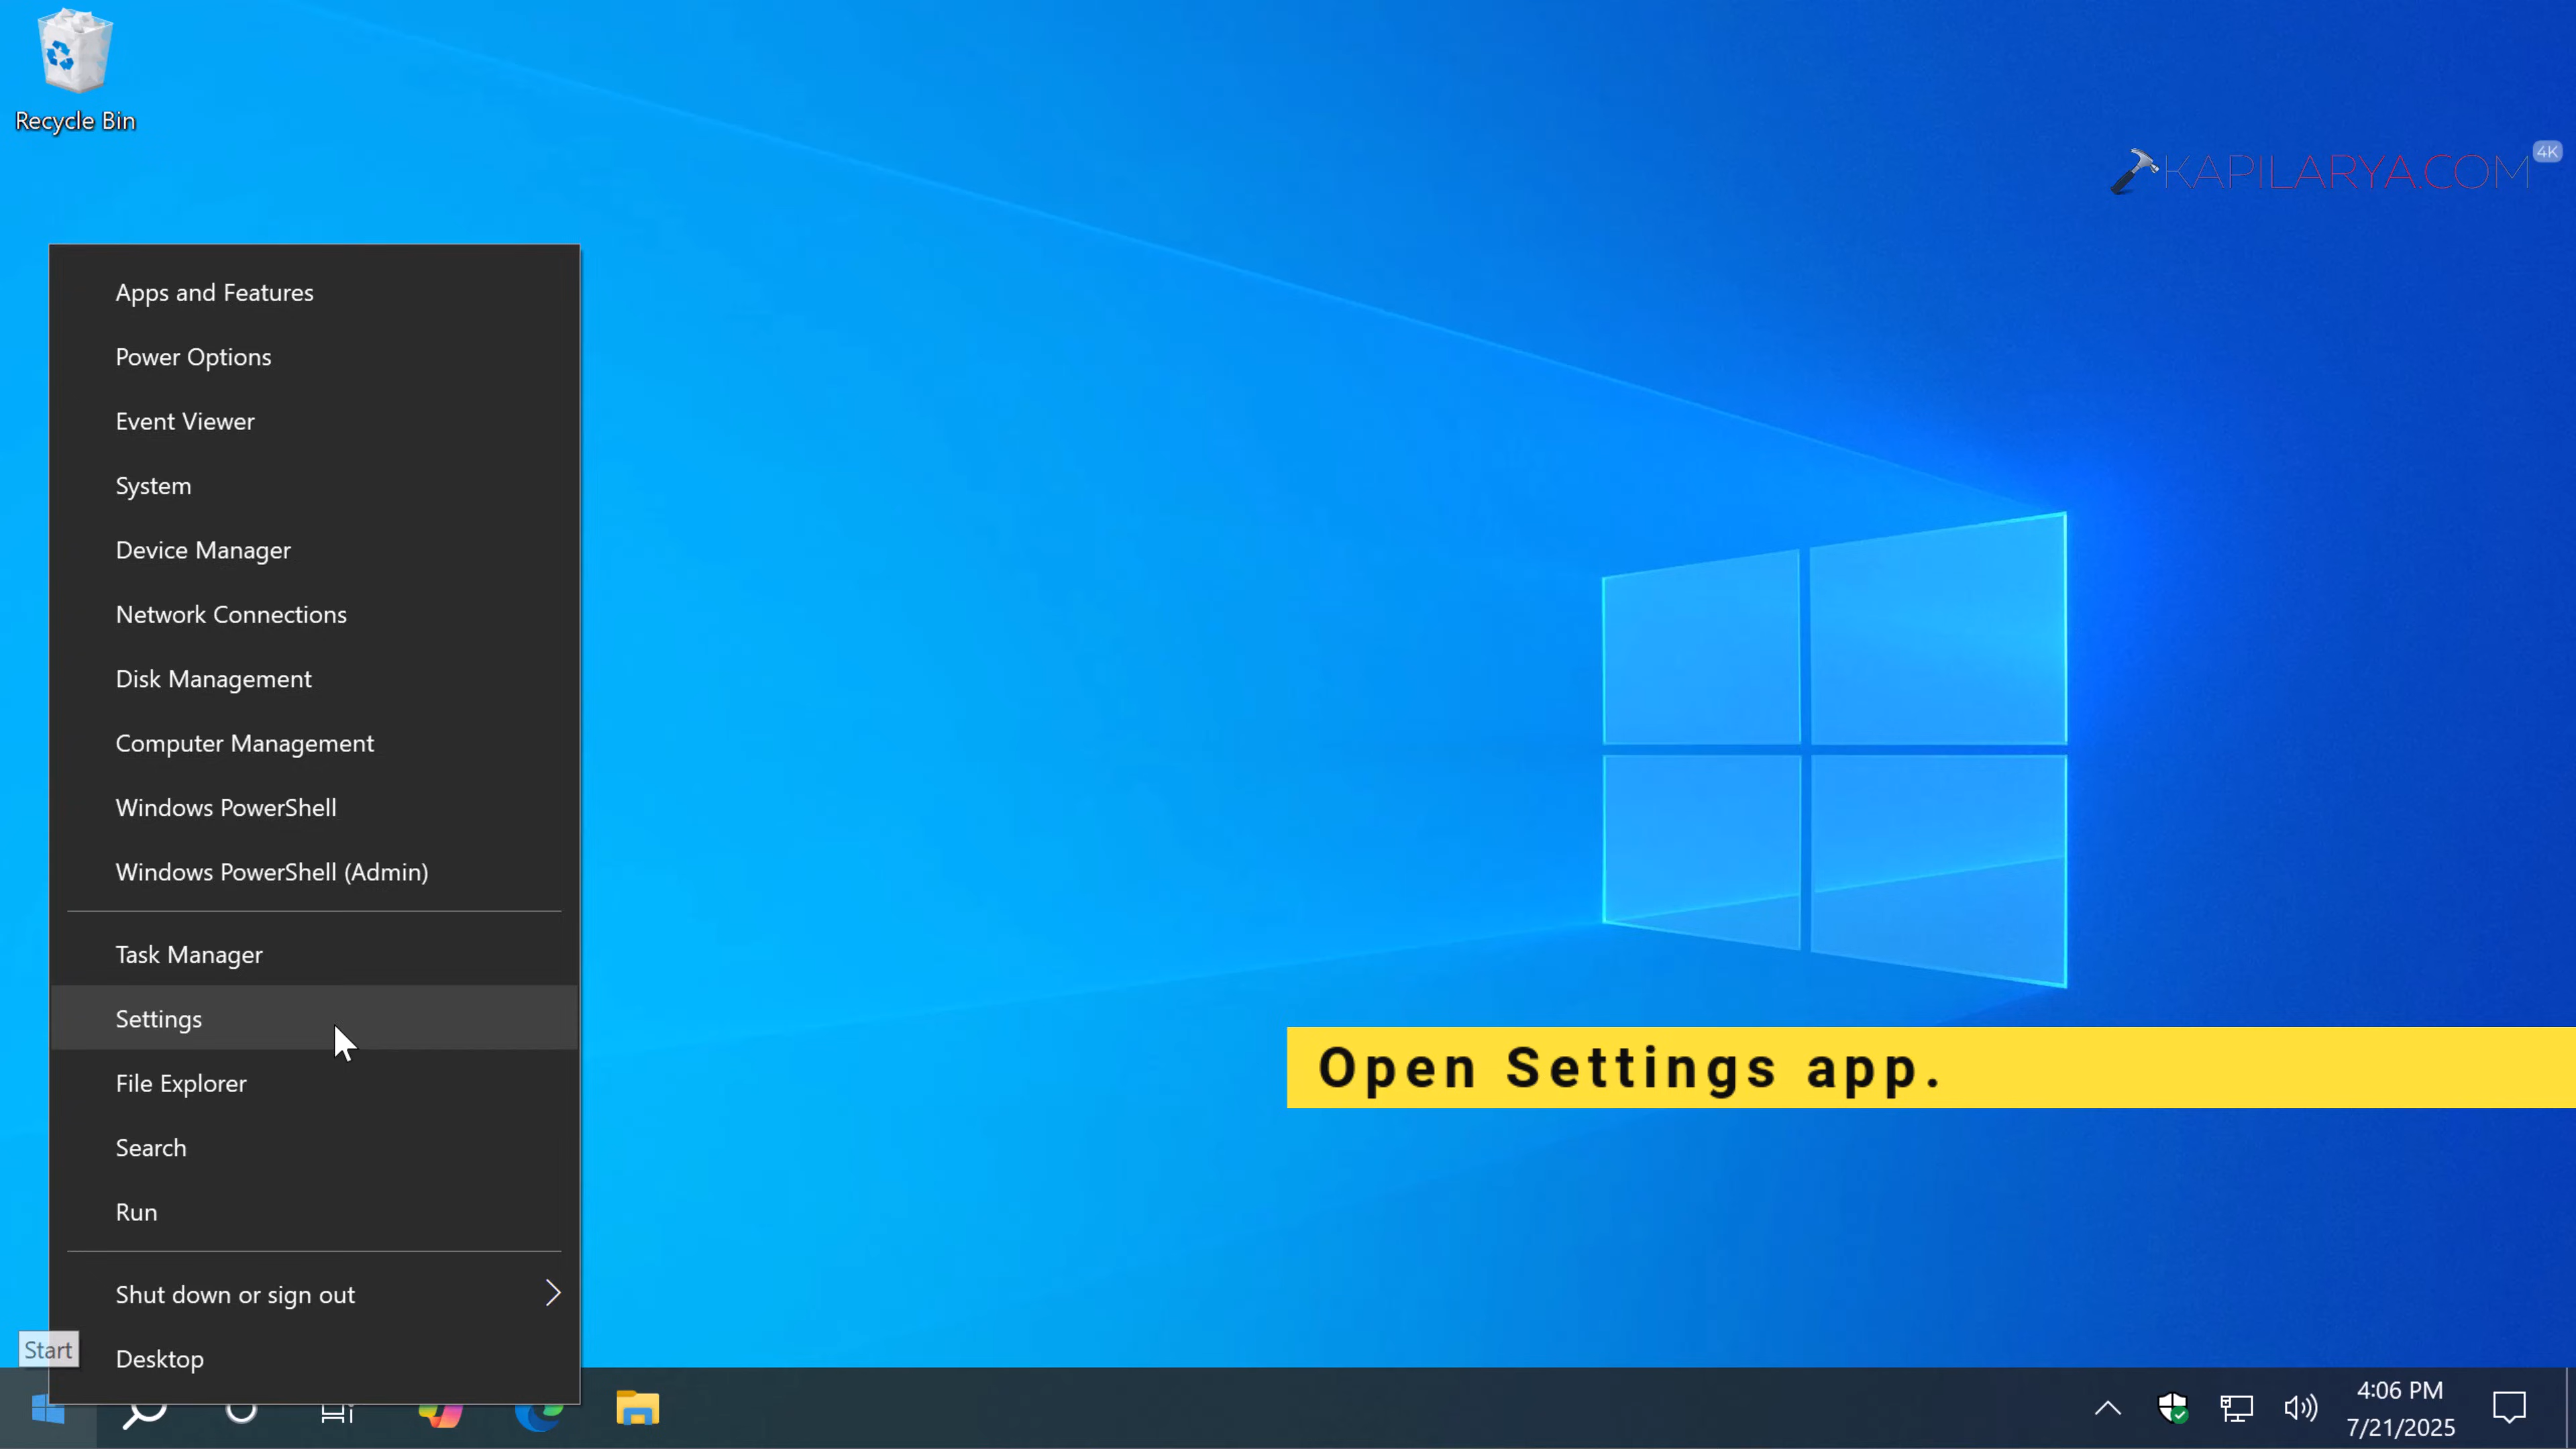 Recycle Bin
KAPILARYA.COM
4K
Apps and Features
Power Options
Event Viewer
System
Device Manager
Network Connections
Disk Management
Computer Management
Windows PowerShell
Windows PowerShell (Admin)
Task Manager
Settings
File Explorer
Search
Run
Shut down or sign out
Desktop
Open Settings app.
Start
4:06 PM
7/21/2025